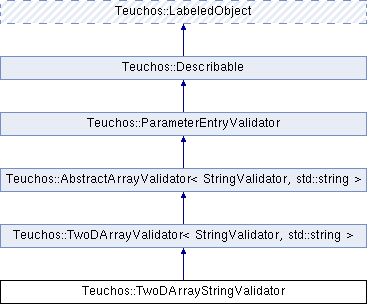 Teuchos::LabeledObject
Teuchos::Describable
Teuchos::ParameterEntryValidator
Teuchos::AbstractArrayValidator< StringValidator, std::string >
Teuchos::TwoDArrayValidator< StringValidator, std::string >
Teuchos::TwoDArrayStringValidator